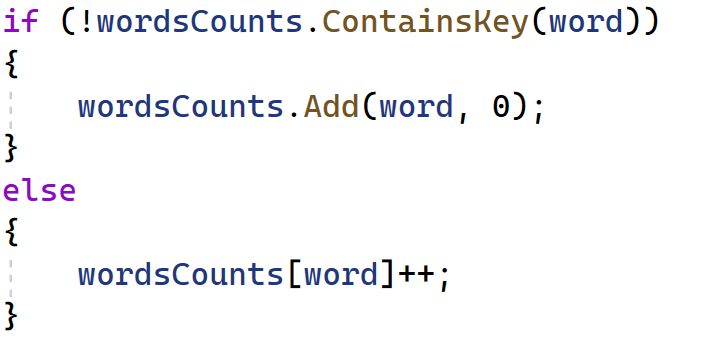 if (!wordsCounts.ContainsKey(word))
{
    wordsCounts.Add(word, 0);
}
else
{
    wordsCounts[word]++;
}